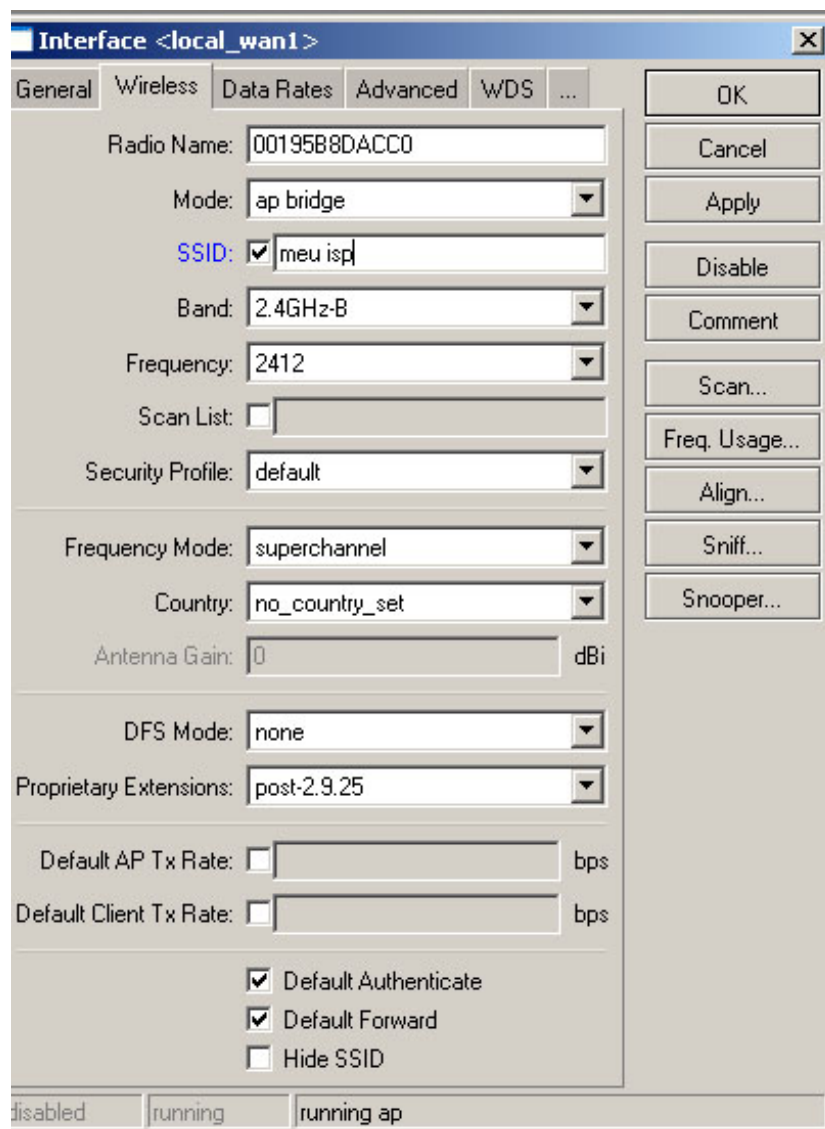 Interface <local_wan1>
General Wireless Data Rates Advanced WDS ...
OK
Cancel
Apply
Disable
Comment
Scan...
Freq. Usage...
Align...
Sniff...
Snooper...
Radio Name: 00195B8DACC0
Mode: ap bridge
SSID: meu isp
Band: 2.4GHz-B
Frequency: 2412
Scan List:
Security Profile: default
Frequency Mode: superchannel
Country: no_country_set
Antenna Gain: 0 dBi
DFS Mode: none
Proprietary Extensions: post-2.9.25
Default AP Tx Rate: bps
Default Client Tx Rate: bps
Default Authenticate
Default Forward
Hide SSID
disabled running running ap